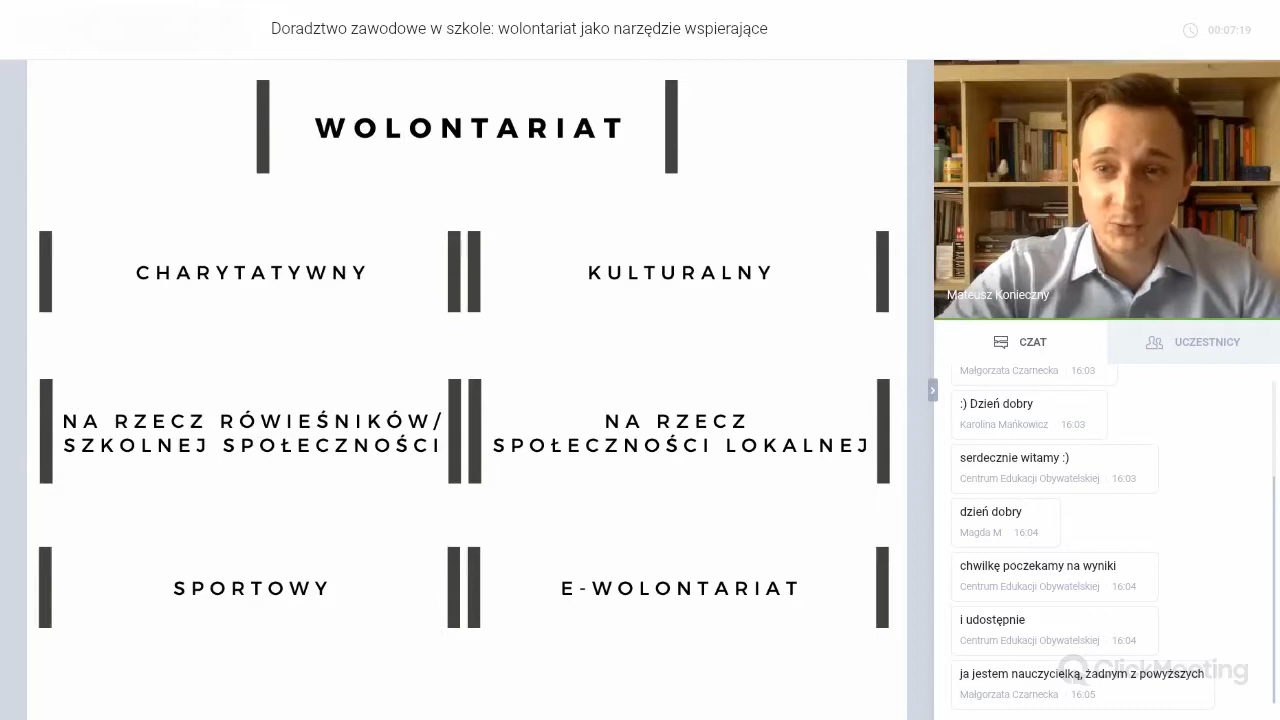 Doradztwo zawodowe w szkole: wolontariat jako narzędzie wspierające
00:07:19
WOLONTARIAT
CHARYTATYWNY
KULTURALNY
NA RZECZ RÓWIEŚNIKÓW/
SZKOLNEJ SPOŁECZNOŚCI
NA RZECZ
SPOŁECZNOŚCI LOKALNEJ
SPORTOWY
E-WOLONTARIAT
Mateusz Konieczny
CZAT
UCZESTNICY
Małgorzata Czarnecka 16:03
:) Dzień dobry
Karolina Mańkowicz 16:03
serdecznie witamy :)
Centrum Edukacji Obywatelskiej 16:03
dzień dobry
Magda M 16:04
chwilkę poczekamy na wyniki
Centrum Edukacji Obywatelskiej 16:04
i udostępnie
Centrum Edukacji Obywatelskiej 16:04
ja jestem nauczycielką, żadnym z powyższych
Małgorzata Czarnecka 16:05
ClickMeeting